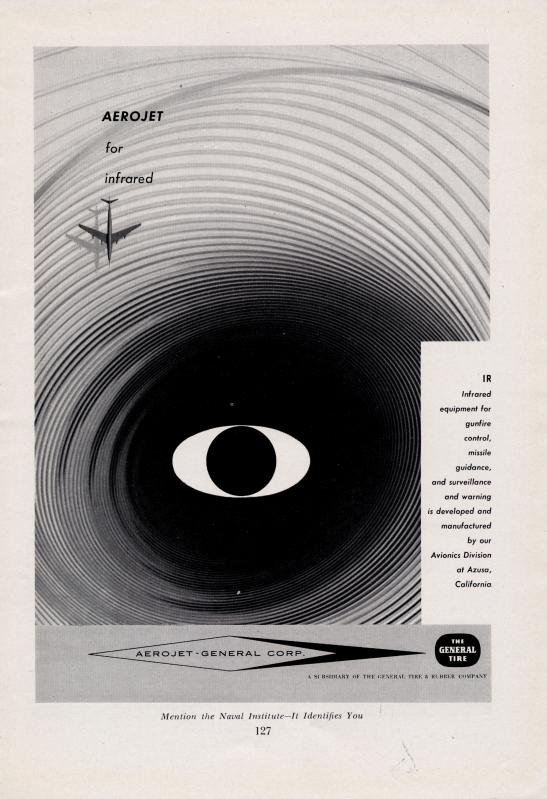 AEROJET
for
infrared
IR
Infrared
equipment for
gunfire
control,
missile
guidance,
and surveillance
and warning
is developed and
manufactured
by our
Avionics Division
at Azusa,
California
AEROJET-GENERAL CORP.
THE
GENERAL
TIRE
A SUBSIDIARY OF THE GENERAL TIRE & RUBBER COMPANY
Mention the Naval Institute—It Identifies You
127